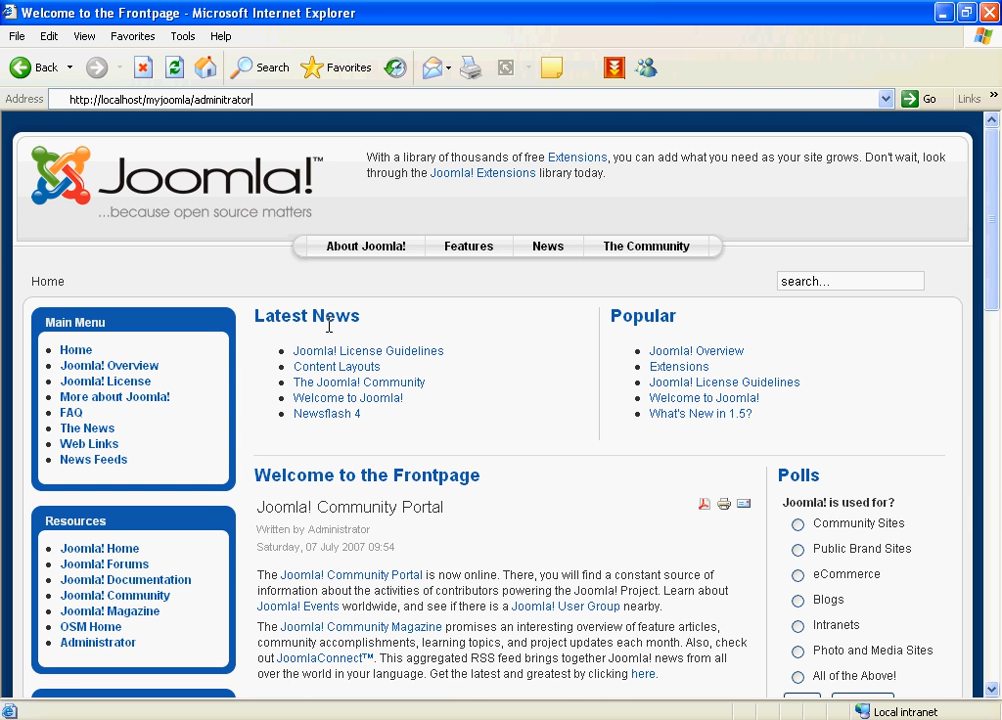 Welcome to the Frontpage - Microsoft Internet Explorer
File Edit View Favorites Tools Help
Back Search Favorites
Address http://localhost/myjoomla/adminitrator Go Links »
Joomla!™
...because open source matters
With a library of thousands of free Extensions, you can add what you need as your site grows. Don't wait, look
through the Joomla! Extensions library today.
About Joomla! Features News The Community
Home
search...
Main Menu
Home
Joomla! Overview
Joomla! License
More about Joomla!
FAQ
The News
Web Links
News Feeds
Resources
Joomla! Home
Joomla! Forums
Joomla! Documentation
Joomla! Community
Joomla! Magazine
OSM Home
Administrator
Latest News
Joomla! License Guidelines
Content Layouts
The Joomla! Community
Welcome to Joomla!
Newsflash 4
Popular
Joomla! Overview
Extensions
Joomla! License Guidelines
Welcome to Joomla!
What's New in 1.5?
Welcome to the Frontpage
Joomla! Community Portal
Written by Administrator
Saturday, 07 July 2007 09:54
The Joomla! Community Portal is now online. There, you will find a constant source of
information about the activities of contributors powering the Joomla! Project. Learn about
Joomla! Events worldwide, and see if there is a Joomla! User Group nearby.
The Joomla! Community Magazine promises an interesting overview of feature articles,
community accomplishments, learning topics, and project updates each month. Also, check
out JoomlaConnect™. This aggregated RSS feed brings together Joomla! news from all
over the world in your language. Get the latest and greatest by clicking here.
Polls
Joomla! is used for?
Community Sites
Public Brand Sites
eCommerce
Blogs
Intranets
Photo and Media Sites
All of the Above!
Local intranet